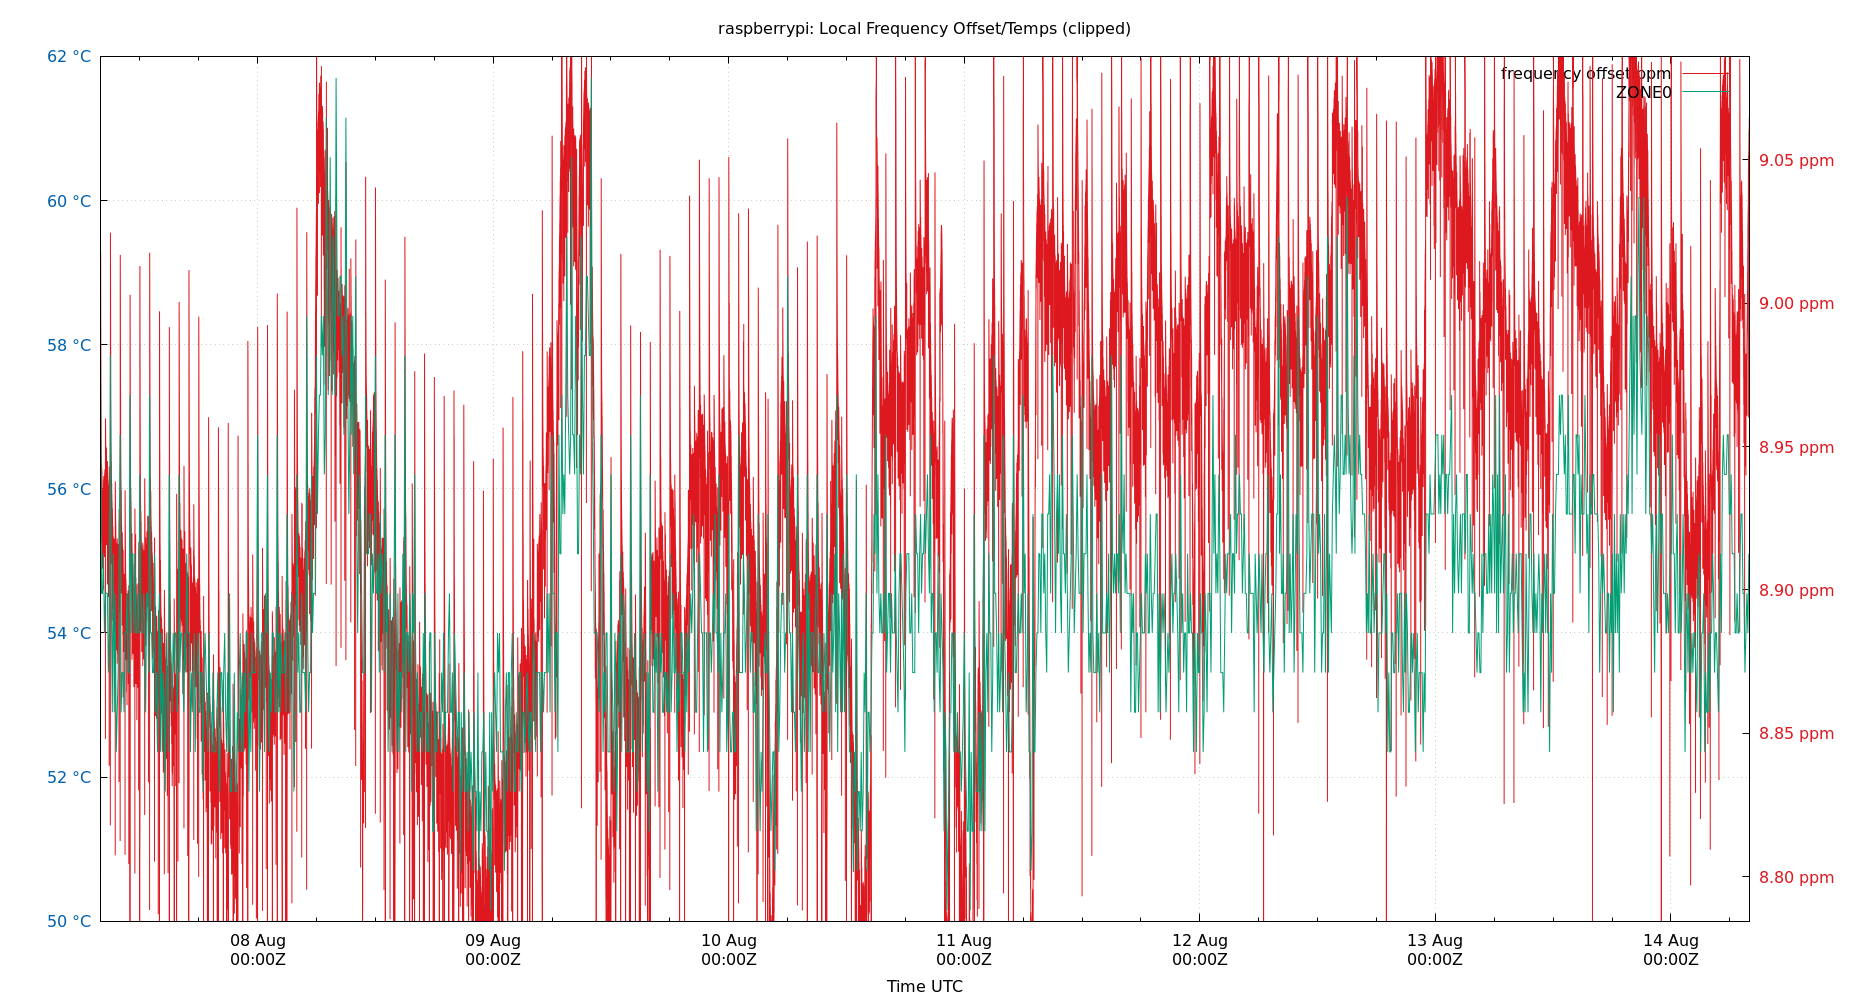 raspberrypi: Local Frequency Offset/Temps (clipped)
62 °C
60 °C
58 °C
56 °C
54 °C
52 °C
50 °C
frequency offset ppm
ZONE0
9.05 ppm
9.00 ppm
8.95 ppm
8.90 ppm
8.85 ppm
8.80 ppm
08 Aug
00:00Z
09 Aug
00:00Z
10 Aug
00:00Z
11 Aug
00:00Z
12 Aug
00:00Z
13 Aug
00:00Z
14 Aug
00:00Z
Time UTC